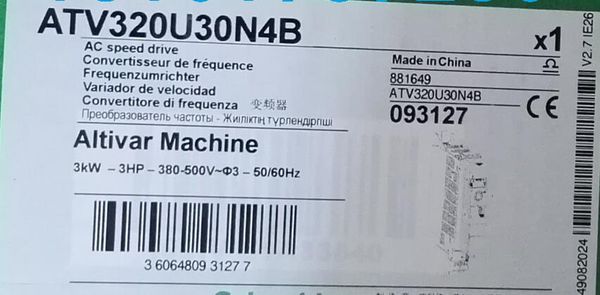 ATV320U30N4B
x1
AC speed drive
Convertisseur de fréquence
Frequenzumrichter
Variador de velocidad
Convertitore di frequenza 变频器
Преобразователь частоты - Жиіліктің түрлендіргіші
Made in China
881649
ATV320U30N4B
093127
CE
Altivar Machine
3kW – 3HP – 380-500V~Φ3 – 50/60Hz
3 6064809 3127 7
V2.7 IE26
49082024